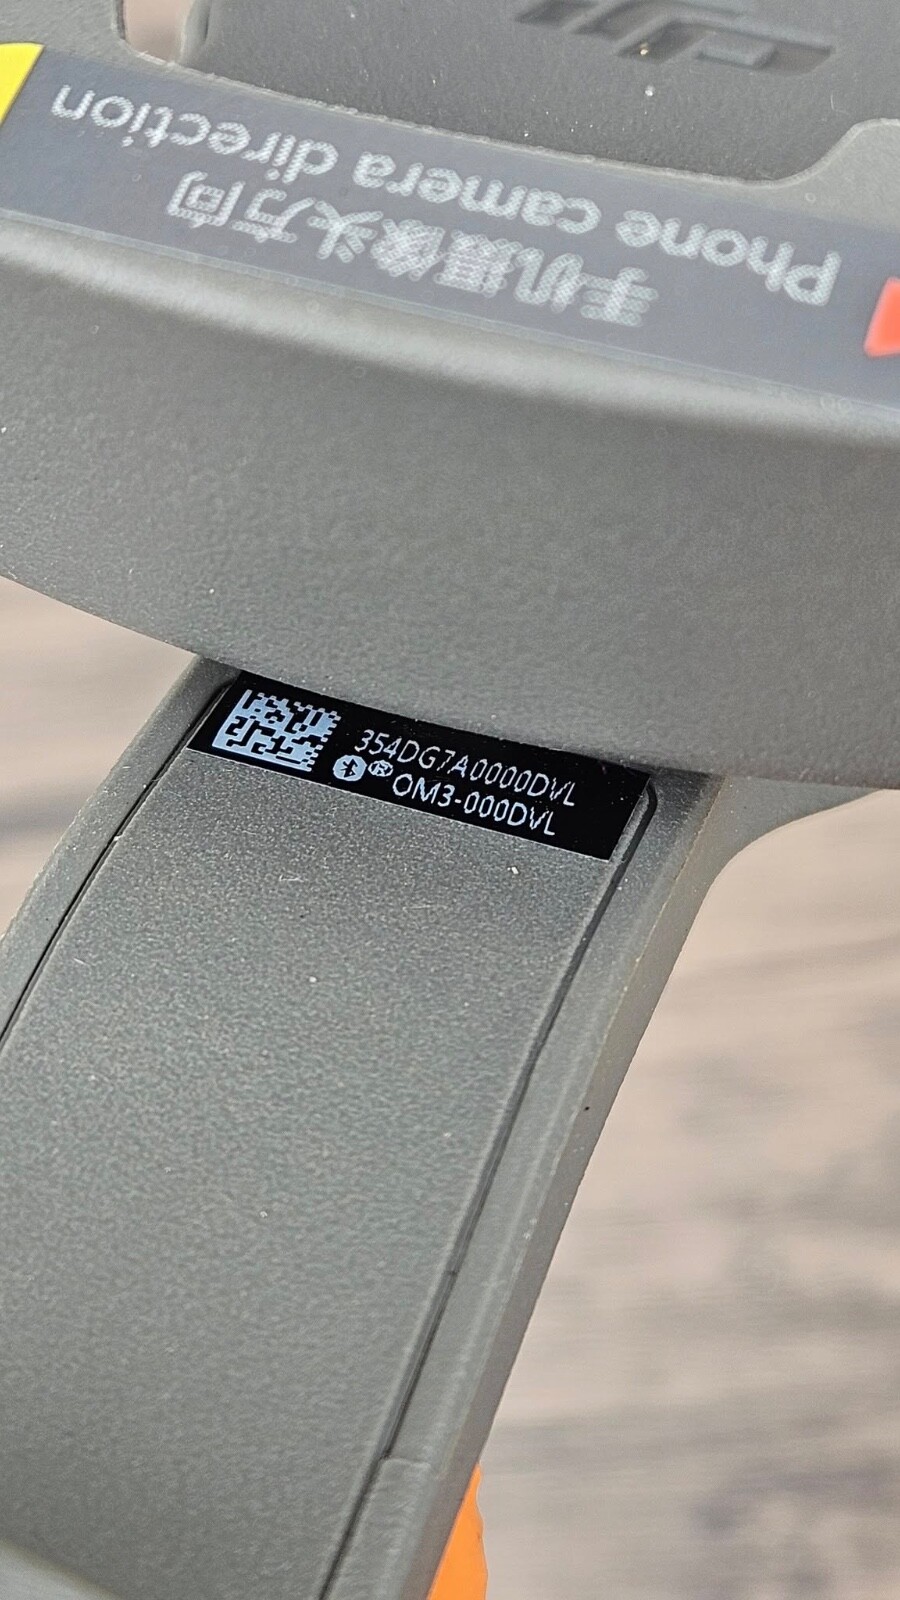 Phone camera direction
手机摄像头方向
354DG7A0000DVL
OM3-000DVL